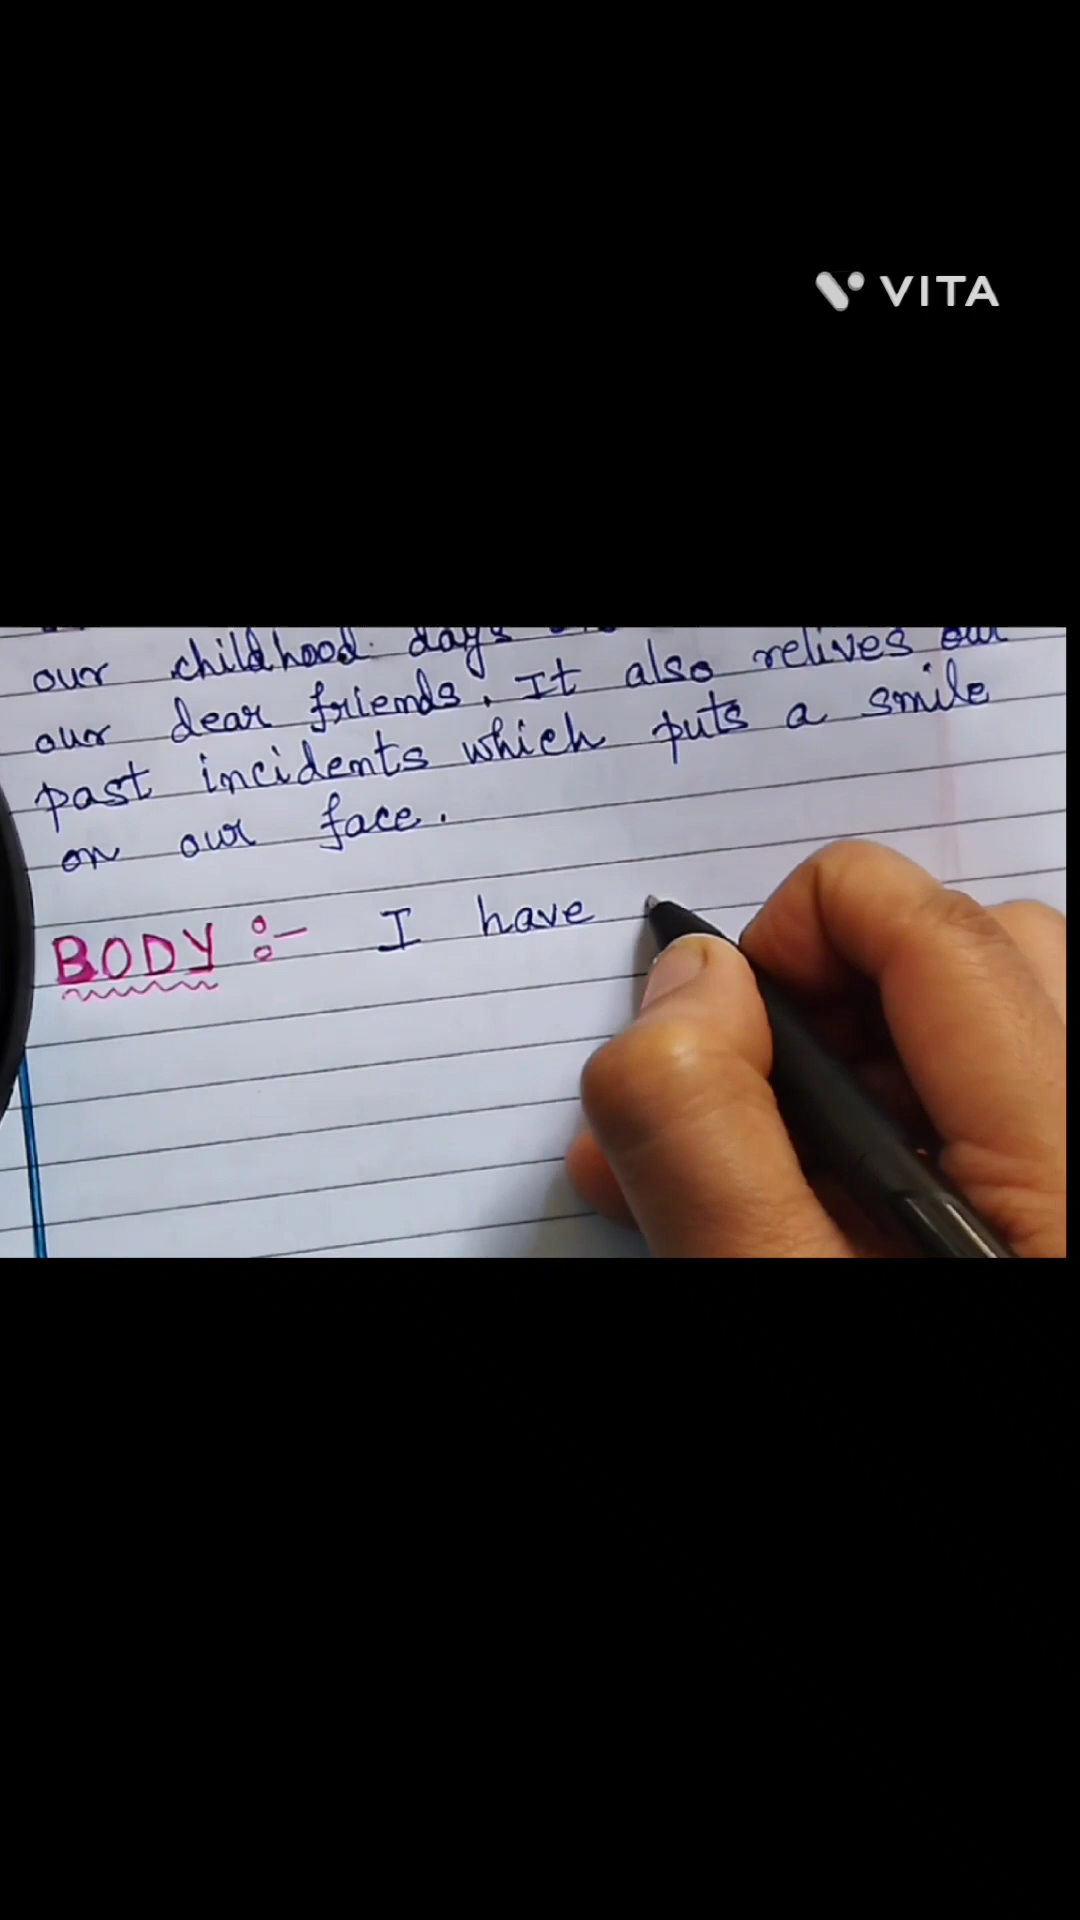 VITA
our childhood days
our dear friends. It also relives our
past incidents which puts a smile
on our face.
BODY :- I have